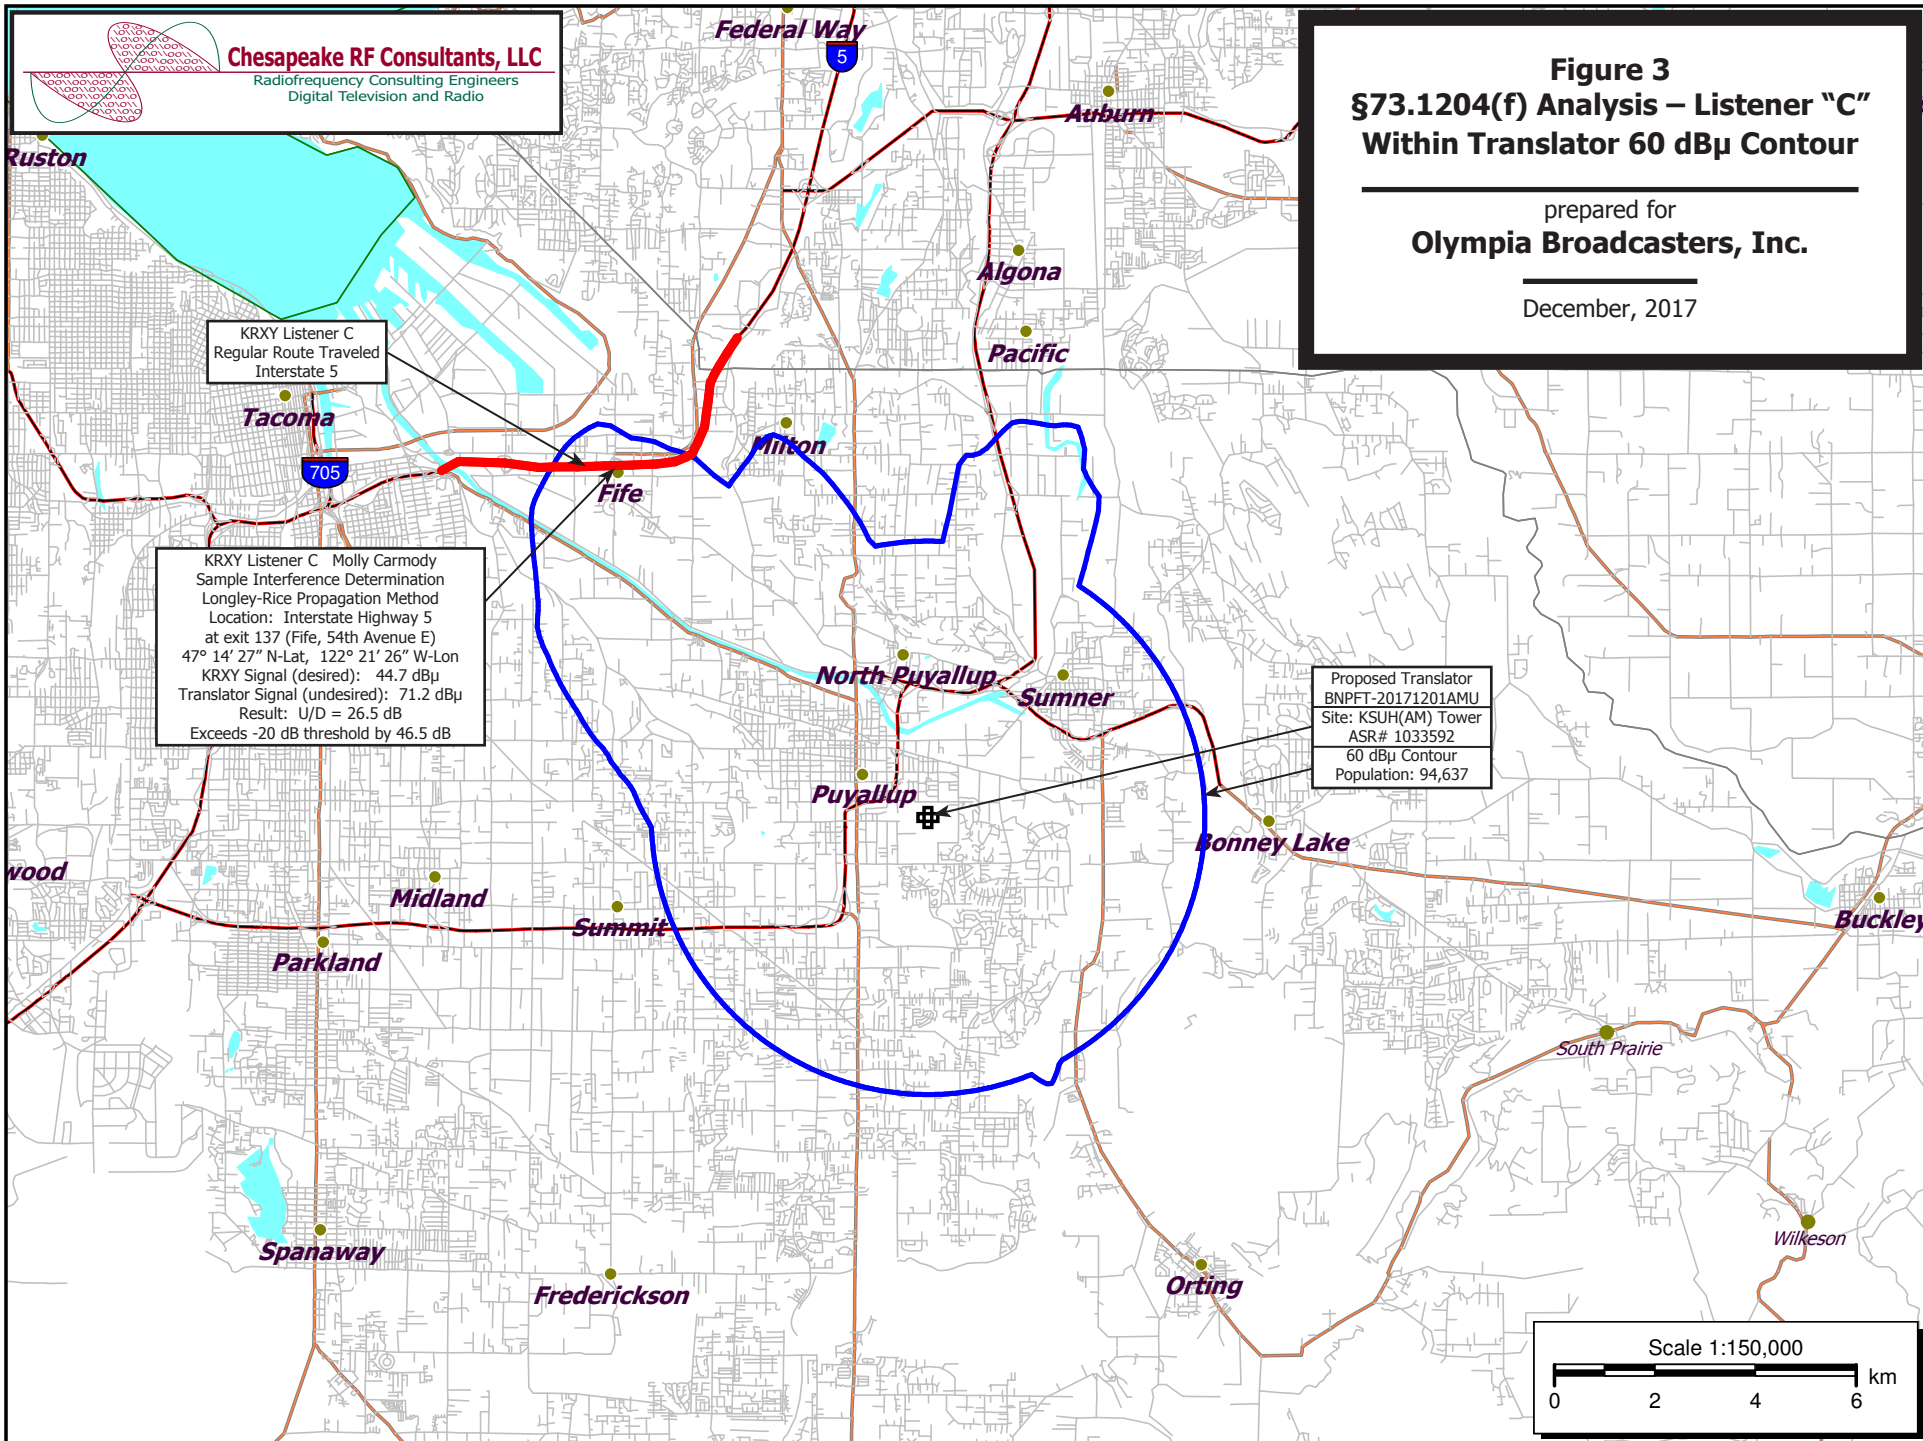 Chesapeake RF Consultants, LLC
Radiofrequency Consulting Engineers
Digital Television and Radio
Figure 3
§73.1204(f) Analysis – Listener “C”
Within Translator 60 dBµ Contour
prepared for
Olympia Broadcasters, Inc.
December, 2017
Federal Way
5
Auburn
Ruston
Algona
Pacific
KRXY Listener C
Regular Route Traveled
Interstate 5
Tacoma
705
Milton
Fife
KRXY Listener C Molly Carmody
Sample Interference Determination
Longley-Rice Propagation Method
Location: Interstate Highway 5
at exit 137 (Fife, 54th Avenue E)
47° 14' 27” N-Lat, 122° 21' 26” W-Lon
KRXY Signal (desired): 44.7 dBµ
Translator Signal (undesired): 71.2 dBµ
Result: U/D = 26.5 dB
Exceeds -20 dB threshold by 46.5 dB
North Puyallup
Sumner
Proposed Translator
BNPFT-20171201AMU
Site: KSUH(AM) Tower
ASR# 1033592
60 dBµ Contour
Population: 94,637
Puyallup
Bonney Lake
wood
Midland
Summit
Buckley
Parkland
South Prairie
Wilkeson
Spanaway
Frederickson
Orting
Scale 1:150,000
km
0 2 4 6